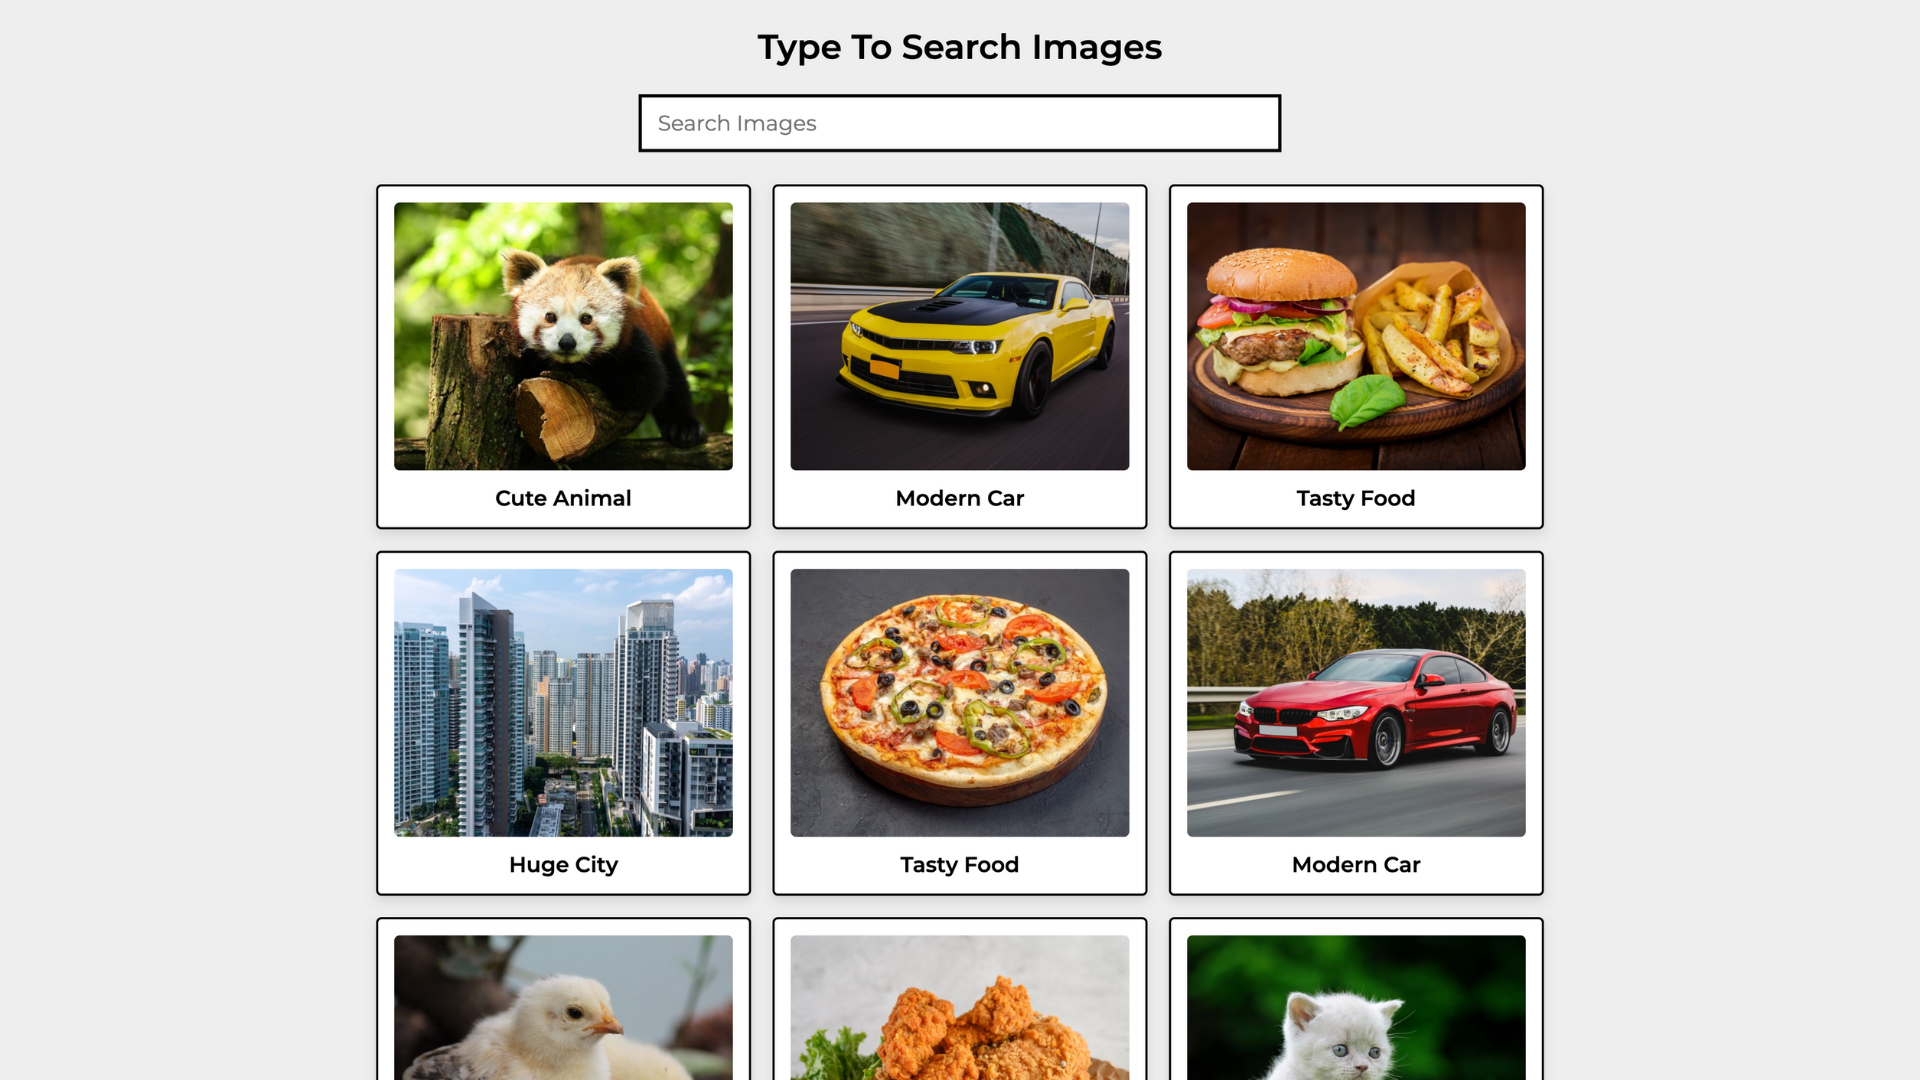 Type To Search Images
Search Images
Cute Animal
Modern Car
Tasty Food
Huge City
Tasty Food
Modern Car